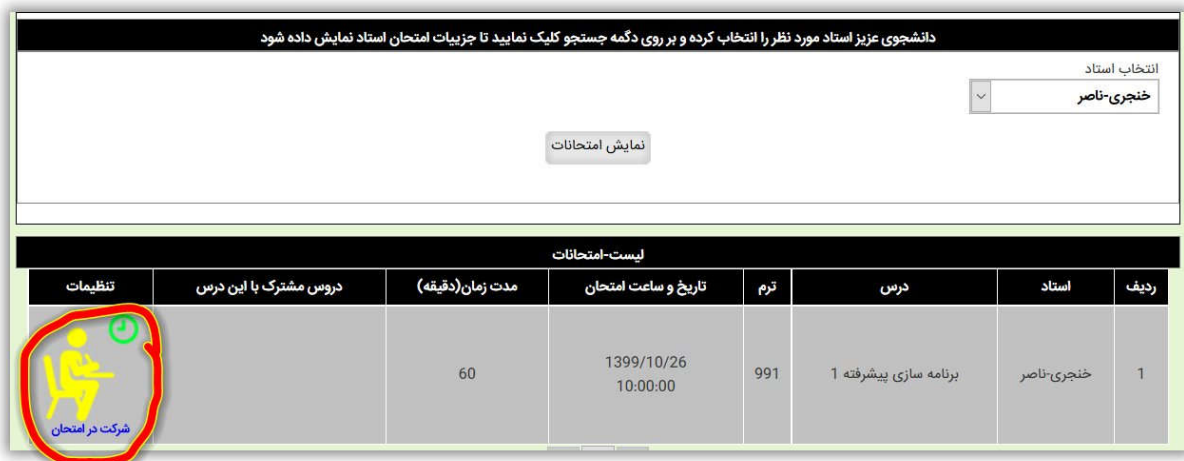 دانشجوی عزیز استاد مورد نظر را انتخاب کرده و بر روی دگمه جستجو کلیک نمایید تا جزییات امتحان استاد نمایش داده شود
انتخاب استاد
خنجری-ناصر
نمایش امتحانات
لیست-امتحانات
ردیف استاد درس ترم تاریخ و ساعت امتحان مدت زمان(دقیقه) دروس مشترک با این درس تنظیمات
1 خنجری-ناصر برنامه سازی پیشرفته 1 991 1399/10/26 60
10:00:00
شرکت در امتحان